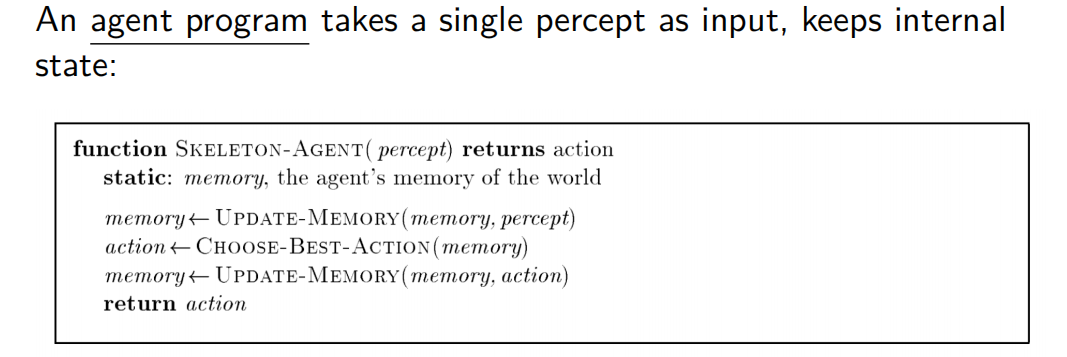 An agent program takes a single percept as input, keeps internal
state:
function SKELETON-AGENT( percept) returns action
static: memory, the agent's memory of the world
memory ← UPDATE-MEMORY(memory, percept)
action ← CHOOSE-BEST-ACTION(memory)
memory ← UPDATE-MEMORY(memory, action)
return action